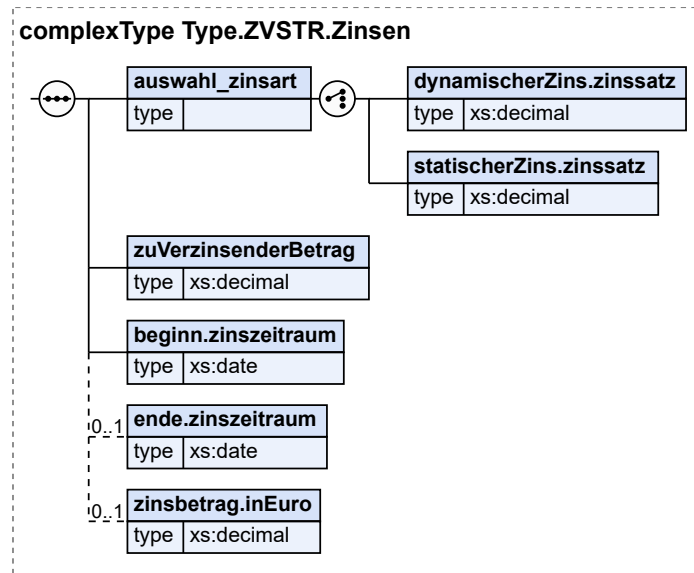 complexType Type.ZVSTR.Zinsen
auswahl_zinsart
type
dynamischerZins.zinssatz
type xs:decimal
statischerZins.zinssatz
type xs:decimal
zuVerzinsenderBetrag
type xs:decimal
beginn.zinszeitraum
type xs:date
0..1
ende.zinszeitraum
type xs:date
0..1
zinsbetrag.inEuro
type xs:decimal